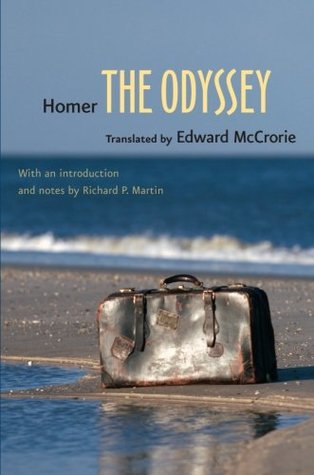 Homer THE ODYSSEY
Translated by Edward McCrorie
With an introduction
and notes by Richard P. Martin